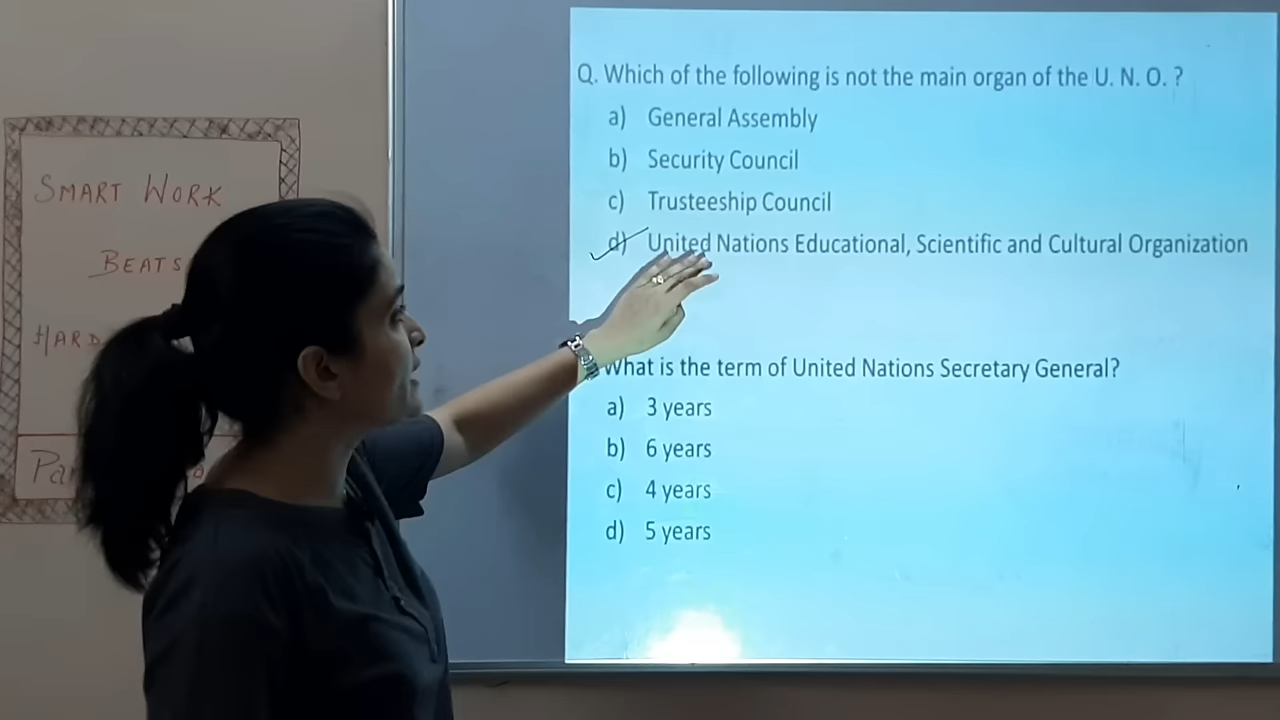 SMART WORK
BEATS
HARD
Q. Which of the following is not the main organ of the U. N. O. ?
a) General Assembly
b) Security Council
c) Trusteeship Council
d) United Nations Educational, Scientific and Cultural Organization
What is the term of United Nations Secretary General?
a) 3 years
b) 6 years
c) 4 years
d) 5 years